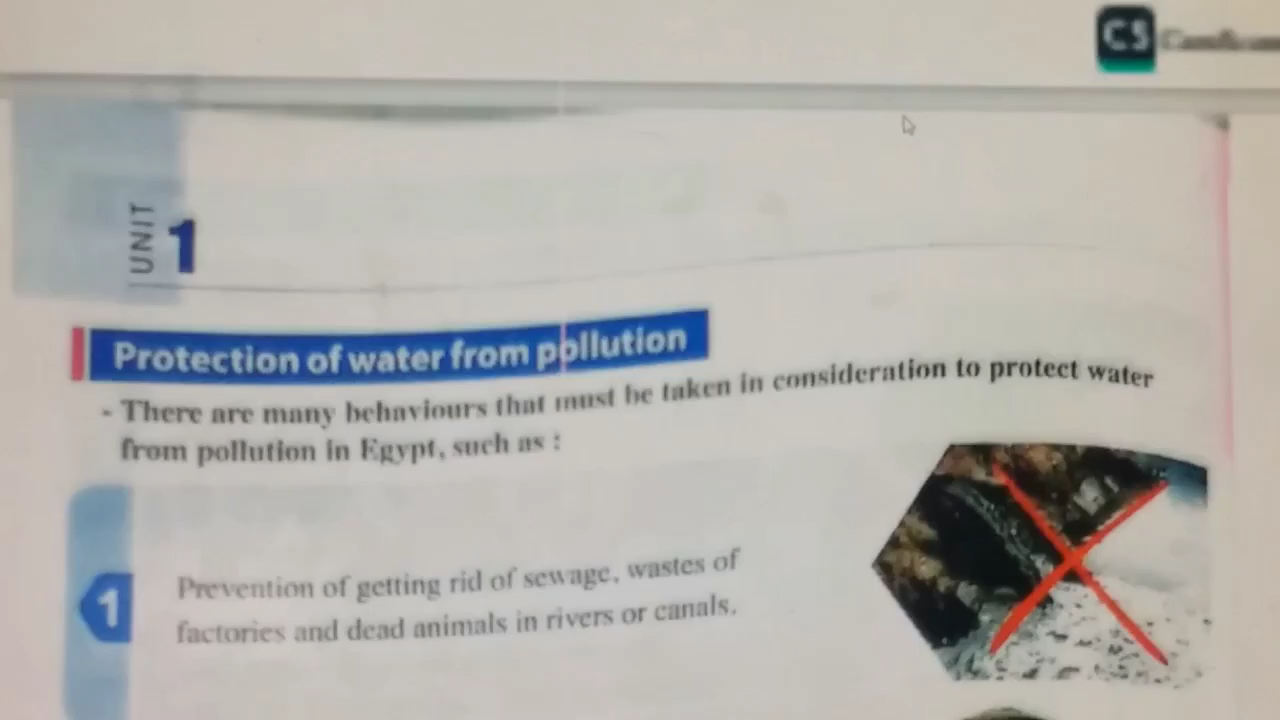 CS
UNIT 1
Protection of water from pollution
- There are many behaviours that must be taken in consideration to protect water
from pollution in Egypt, such as :
1
Prevention of getting rid of sewage, wastes of
factories and dead animals in rivers or canals.